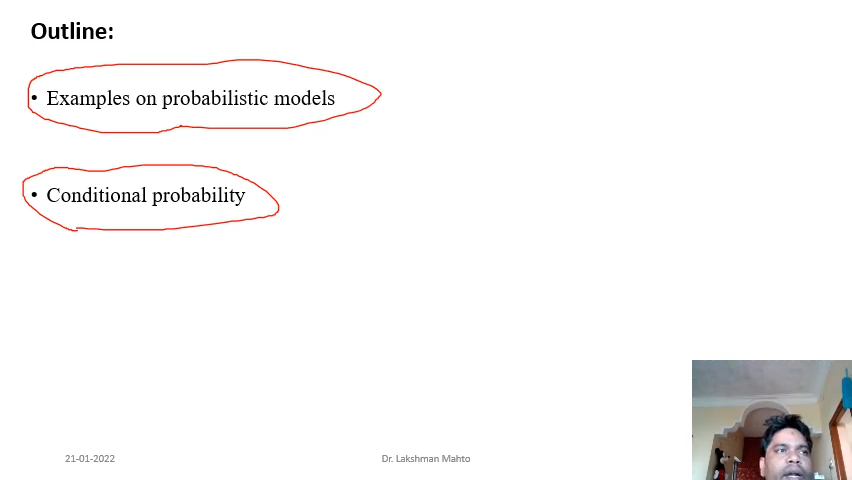 Outline:
• Examples on probabilistic models
• Conditional probability
21-01-2022
Dr. Lakshman Mahto